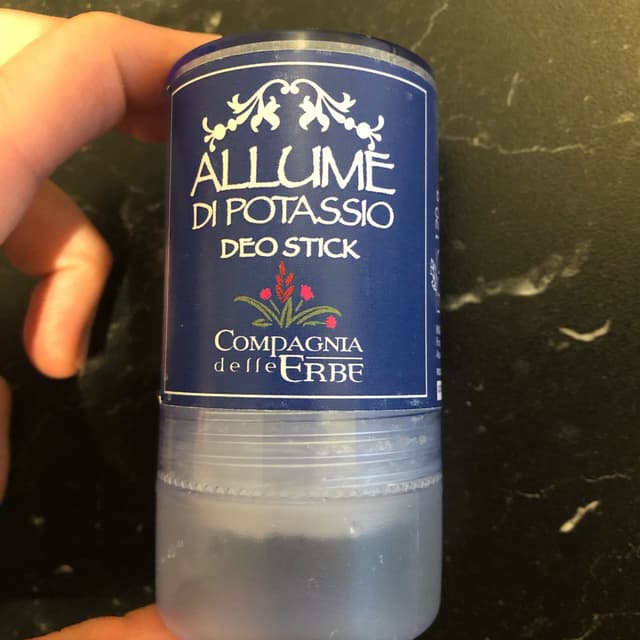 ALLUME
DI POTASSIO
DEO STICK
COMPAGNIA
delle ERBE